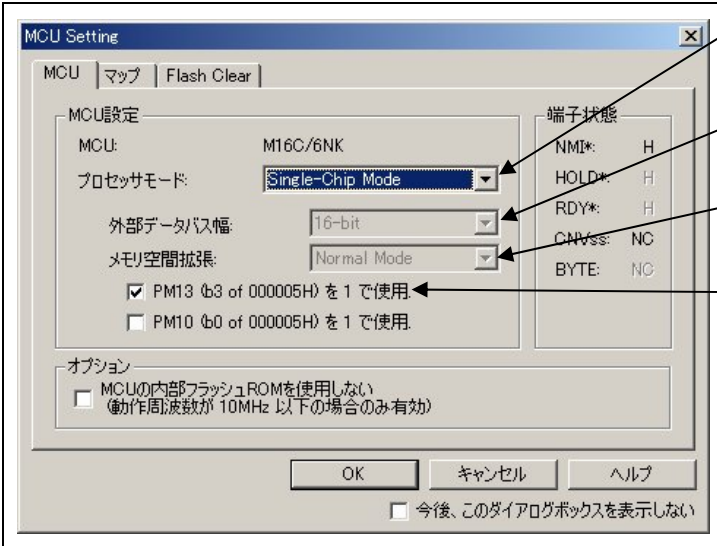 MCU Setting
MCU マップ Flash Clear
MCU設定
MCU: M16C/6NK
プロセッサモード: Single-Chip Mode
外部データバス幅: 16-bit
メモリ空間拡張: Normal Mode
PM13 (b3 of 000005H) を 1 で使用.
PM10 (b0 of 000005H) を 1 で使用.
端子状態
NMI*: H
HOLD*: H
RDY*: H
CNVss: NC
BYTE: NC
オプション
MCUの内部フラッシュROMを使用しない
(動作周波数が 10MHz 以下の場合のみ有効)
OK キャンセル ヘルプ
今後、このダイアログボックスを表示しない